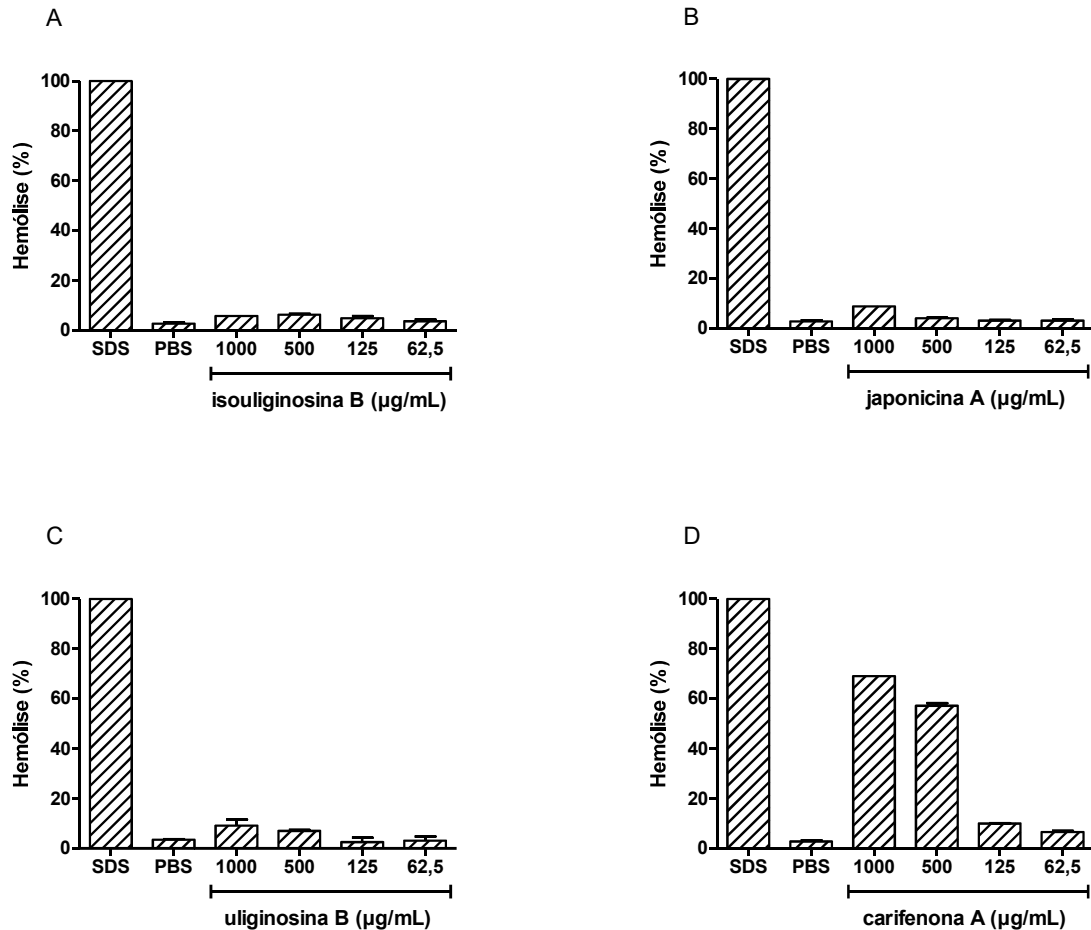 A
Hemólise (%)
100
80
60
40
20
0
SDS PBS 1000 500 125 62,5
isouliginosina B (µg/mL)
B
Hemólise (%)
100
80
60
40
20
0
SDS PBS 1000 500 125 62,5
japonicina A (µg/mL)
C
Hemólise (%)
100
80
60
40
20
0
SDS PBS 1000 500 125 62,5
uliginosina B (µg/mL)
D
Hemólise (%)
100
80
60
40
20
0
SDS PBS 1000 500 125 62,5
carifenona A (µg/mL)